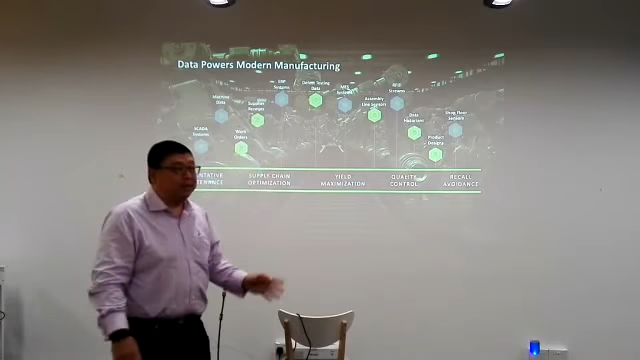 Data Powers Modern Manufacturing
ERP
Systems
Defect Testing
Data
MES
Systems
RFID
Streams
Machine
Data
Supplier
Receipts
Assembly
Line Sensors
Data
Historians
Shop Floor
Sensors
SCADA
Systems
Work
Orders
Product
Designs
SUPPLY CHAIN
OPTIMIZATION
YIELD
MAXIMIZATION
QUALITY
CONTROL
RECALL
AVOIDANCE